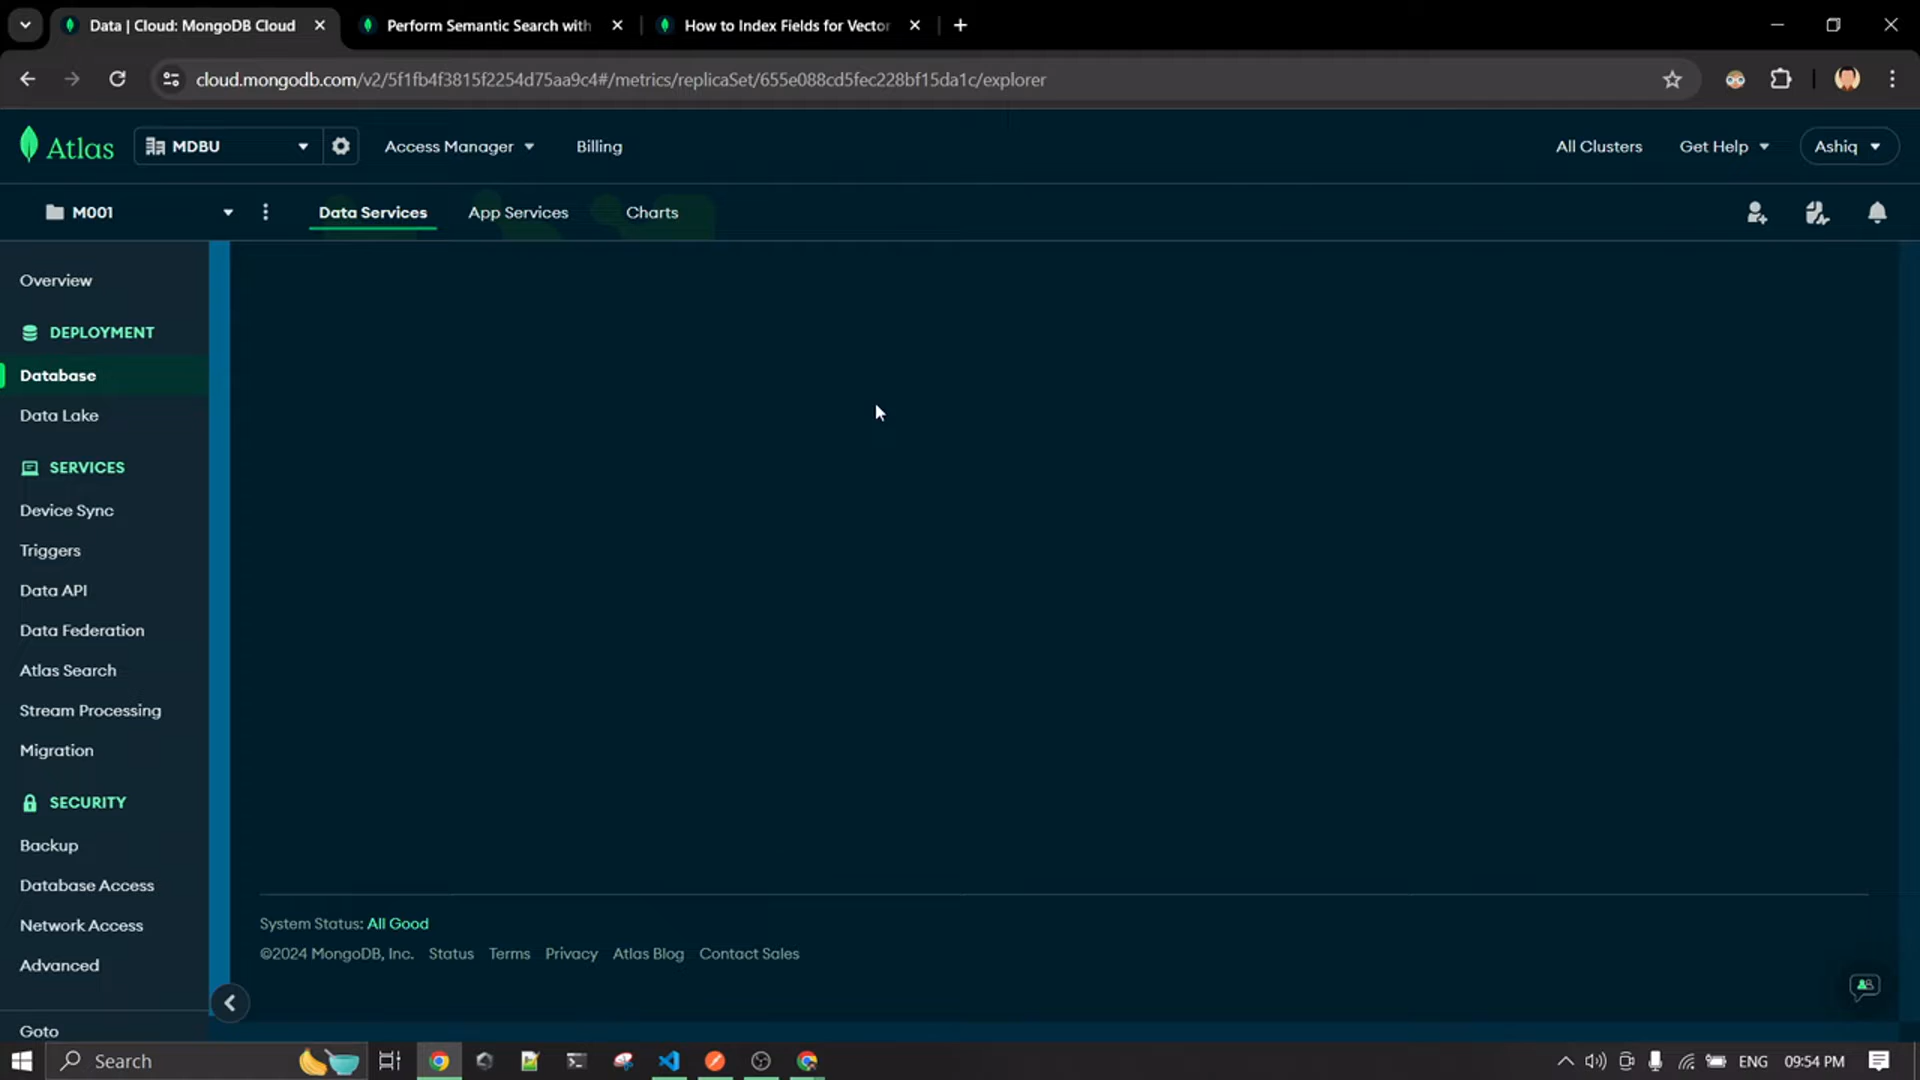 Data | Cloud: MongoDB Cloud
Perform Semantic Search with
How to Index Fields for Vector
cloud.mongodb.com/v2/5f1fb4f3815f2254d75aa9c4#/metrics/replicaSet/655e088cd5fec228bf15da1c/explorer
Atlas
MDBU
Access Manager
Billing
All Clusters
Get Help
Ashiq
M001
Data Services
App Services
Charts
Overview
DEPLOYMENT
Database
Data Lake
SERVICES
Device Sync
Triggers
Data API
Data Federation
Atlas Search
Stream Processing
Migration
SECURITY
Backup
Database Access
Network Access
Advanced
Goto
System Status: All Good
©2024 MongoDB, Inc. Status Terms Privacy Atlas Blog Contact Sales
Search
ENG
09:54 PM